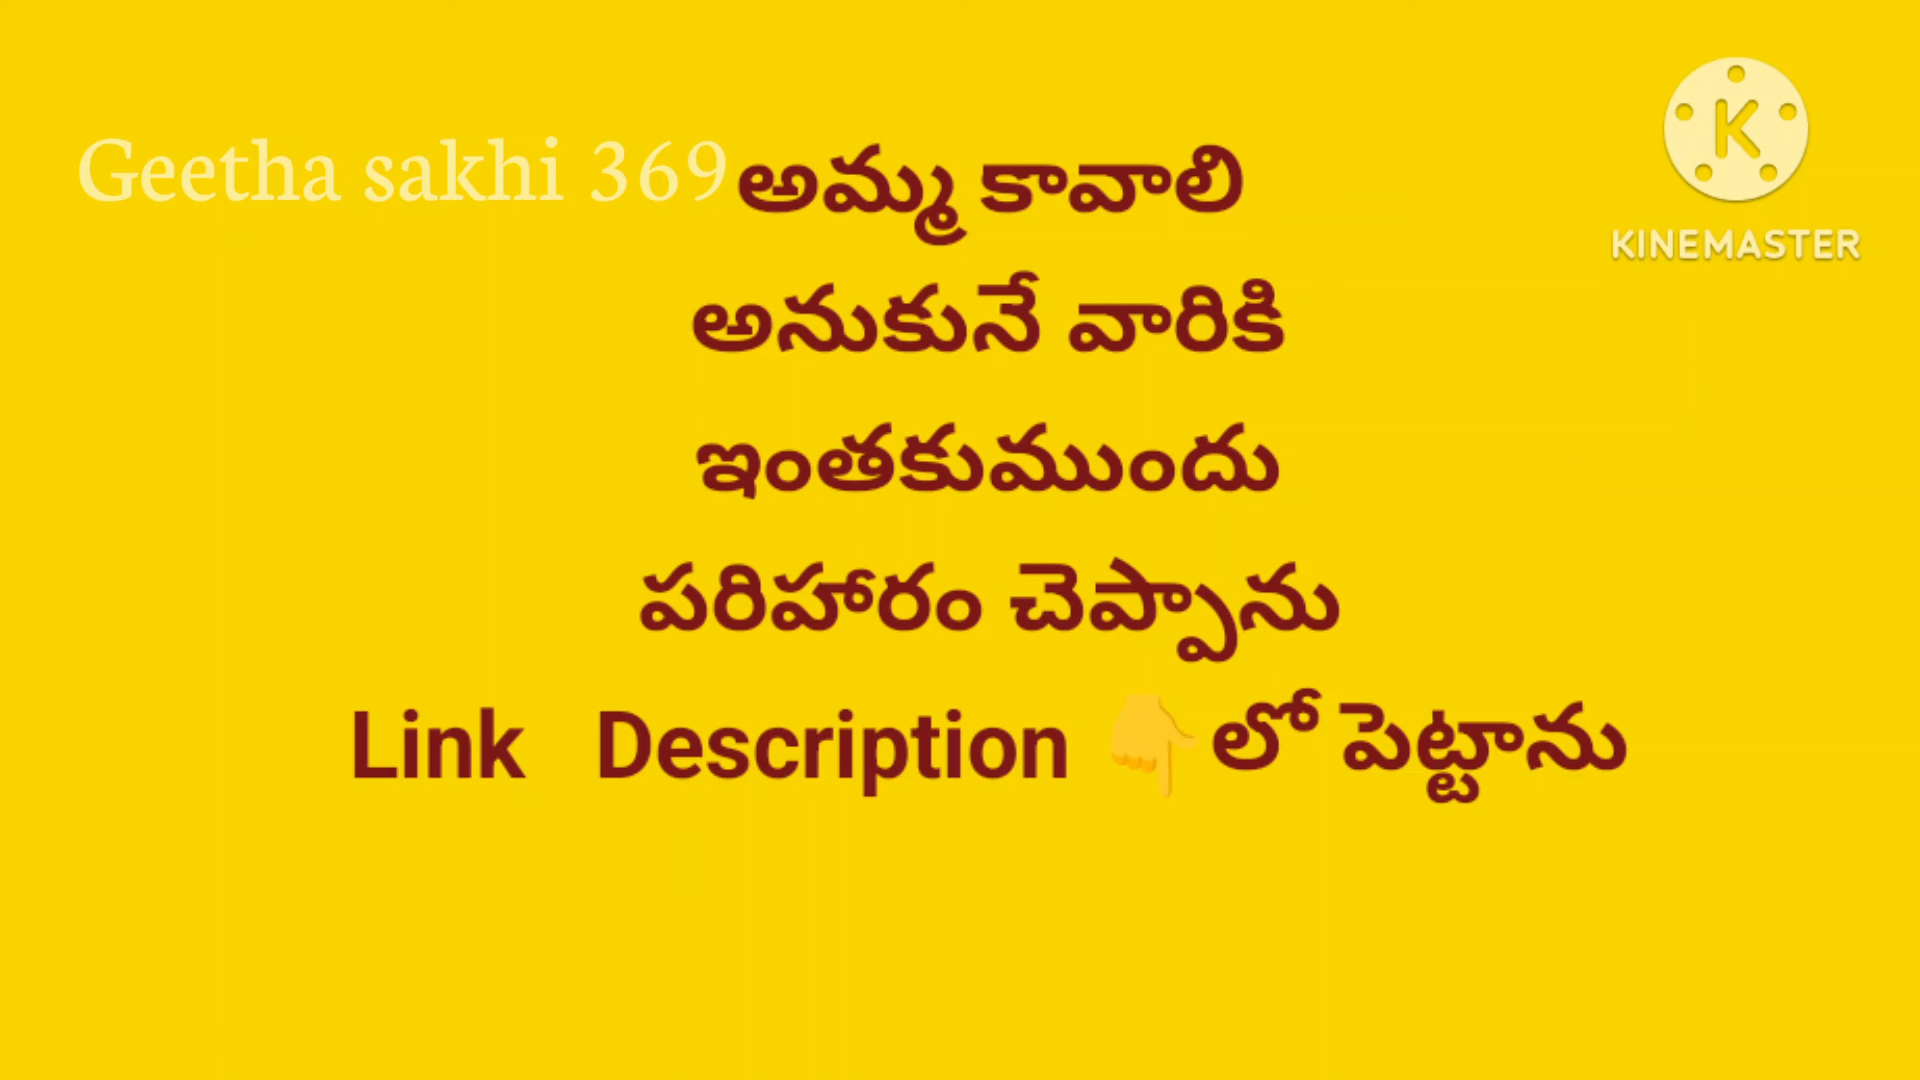 Geetha sakhi 369
అమ్మ కావాలి
అనుకునే వారికి
ఇంతకుముందు
పరిహారం చెప్పాను
Link Description 👇లో పెట్టాను
K
KINEMASTER